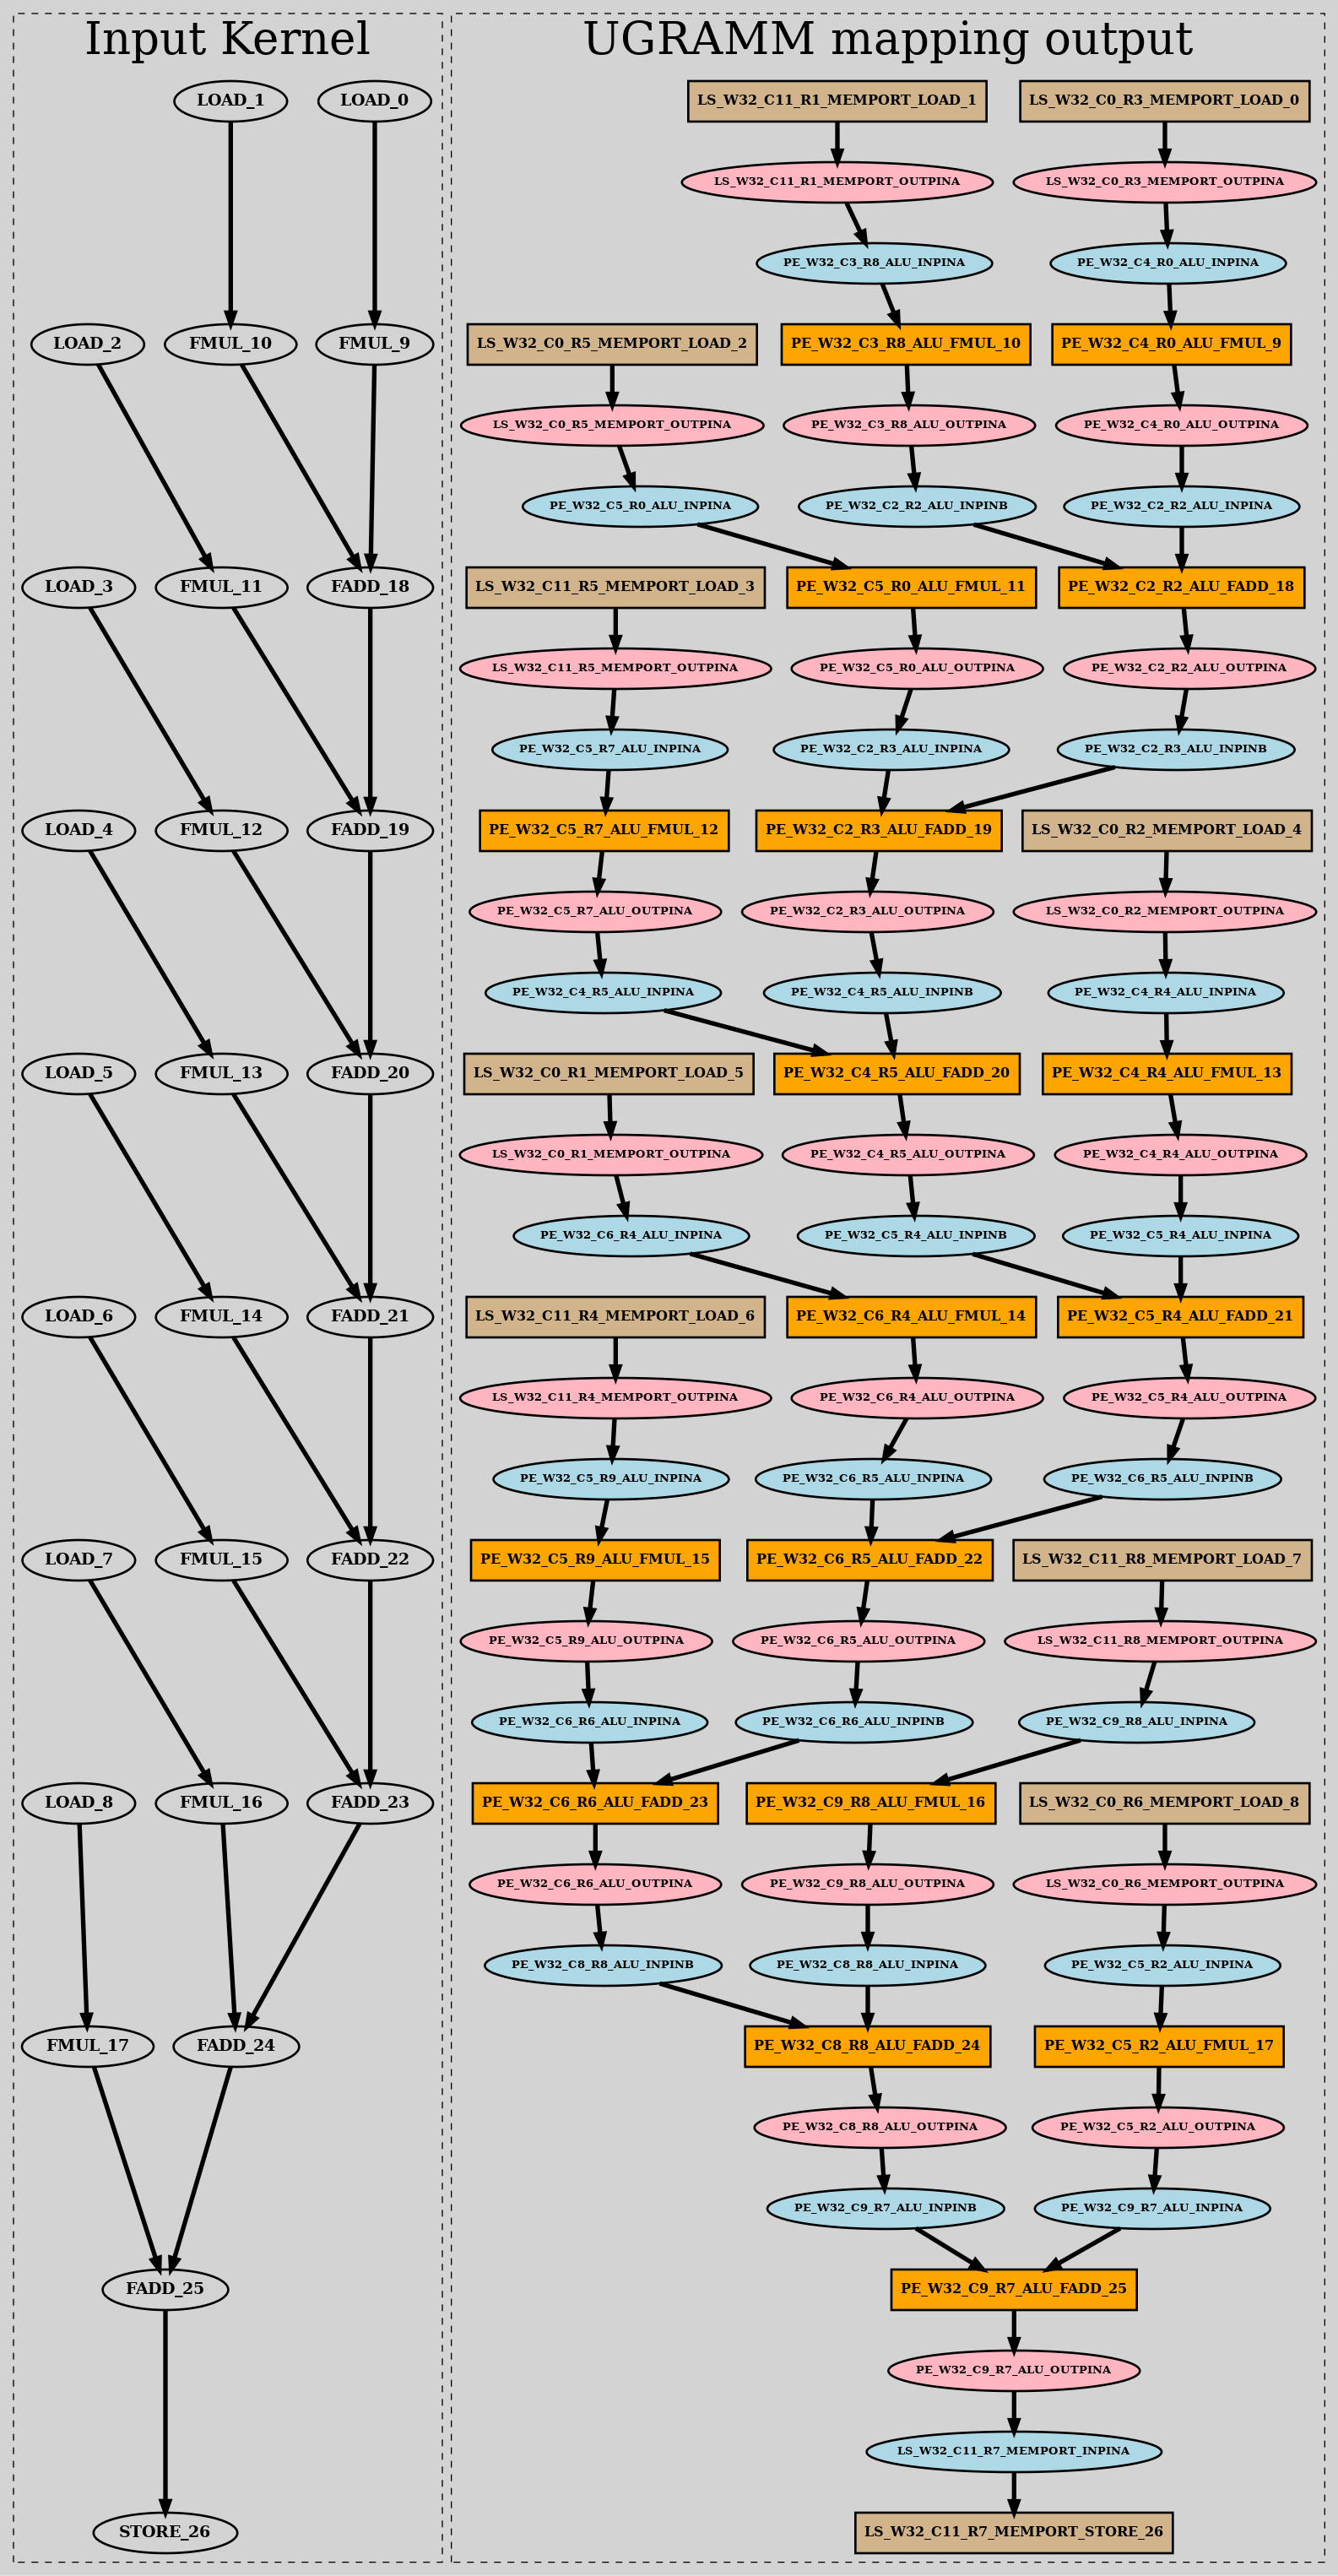 Input Kernel
LOAD_1
LOAD_0
LOAD_2
FMUL_10
FMUL_9
LOAD_3
FMUL_11
FADD_18
LOAD_4
FMUL_12
FADD_19
LOAD_5
FMUL_13
FADD_20
LOAD_6
FMUL_14
FADD_21
LOAD_7
FMUL_15
FADD_22
LOAD_8
FMUL_16
FADD_23
FMUL_17
FADD_24
FADD_25
STORE_26
UGRAMM mapping output
LS_W32_C11_R1_MEMPORT_LOAD_1
LS_W32_C0_R3_MEMPORT_LOAD_0
LS_W32_C11_R1_MEMPORT_OUTPINA
LS_W32_C0_R3_MEMPORT_OUTPINA
PE_W32_C3_R8_ALU_INPINA
PE_W32_C4_R0_ALU_INPINA
LS_W32_C0_R5_MEMPORT_LOAD_2
PE_W32_C3_R8_ALU_FMUL_10
PE_W32_C4_R0_ALU_FMUL_9
LS_W32_C0_R5_MEMPORT_OUTPINA
PE_W32_C3_R8_ALU_OUTPINA
PE_W32_C4_R0_ALU_OUTPINA
PE_W32_C5_R0_ALU_INPINA
PE_W32_C2_R2_ALU_INPINB
PE_W32_C2_R2_ALU_INPINA
LS_W32_C11_R5_MEMPORT_LOAD_3
PE_W32_C5_R0_ALU_FMUL_11
PE_W32_C2_R2_ALU_FADD_18
LS_W32_C11_R5_MEMPORT_OUTPINA
PE_W32_C5_R0_ALU_OUTPINA
PE_W32_C2_R2_ALU_OUTPINA
PE_W32_C5_R7_ALU_INPINA
PE_W32_C2_R3_ALU_INPINA
PE_W32_C2_R3_ALU_INPINB
PE_W32_C5_R7_ALU_FMUL_12
PE_W32_C2_R3_ALU_FADD_19
LS_W32_C0_R2_MEMPORT_LOAD_4
PE_W32_C5_R7_ALU_OUTPINA
PE_W32_C2_R3_ALU_OUTPINA
LS_W32_C0_R2_MEMPORT_OUTPINA
PE_W32_C4_R5_ALU_INPINA
PE_W32_C4_R5_ALU_INPINB
PE_W32_C4_R4_ALU_INPINA
LS_W32_C0_R1_MEMPORT_LOAD_5
PE_W32_C4_R5_ALU_FADD_20
PE_W32_C4_R4_ALU_FMUL_13
LS_W32_C0_R1_MEMPORT_OUTPINA
PE_W32_C4_R5_ALU_OUTPINA
PE_W32_C4_R4_ALU_OUTPINA
PE_W32_C6_R4_ALU_INPINA
PE_W32_C5_R4_ALU_INPINB
PE_W32_C5_R4_ALU_INPINA
LS_W32_C11_R4_MEMPORT_LOAD_6
PE_W32_C6_R4_ALU_FMUL_14
PE_W32_C5_R4_ALU_FADD_21
LS_W32_C11_R4_MEMPORT_OUTPINA
PE_W32_C6_R4_ALU_OUTPINA
PE_W32_C5_R4_ALU_OUTPINA
PE_W32_C5_R9_ALU_INPINA
PE_W32_C6_R5_ALU_INPINA
PE_W32_C6_R5_ALU_INPINB
PE_W32_C5_R9_ALU_FMUL_15
PE_W32_C6_R5_ALU_FADD_22
LS_W32_C11_R8_MEMPORT_LOAD_7
PE_W32_C5_R9_ALU_OUTPINA
PE_W32_C6_R5_ALU_OUTPINA
LS_W32_C11_R8_MEMPORT_OUTPINA
PE_W32_C6_R6_ALU_INPINA
PE_W32_C6_R6_ALU_INPINB
PE_W32_C9_R8_ALU_INPINA
PE_W32_C6_R6_ALU_FADD_23
PE_W32_C9_R8_ALU_FMUL_16
LS_W32_C0_R6_MEMPORT_LOAD_8
PE_W32_C6_R6_ALU_OUTPINA
PE_W32_C9_R8_ALU_OUTPINA
LS_W32_C0_R6_MEMPORT_OUTPINA
PE_W32_C8_R8_ALU_INPINB
PE_W32_C8_R8_ALU_INPINA
PE_W32_C5_R2_ALU_INPINA
PE_W32_C8_R8_ALU_FADD_24
PE_W32_C5_R2_ALU_FMUL_17
PE_W32_C8_R8_ALU_OUTPINA
PE_W32_C5_R2_ALU_OUTPINA
PE_W32_C9_R7_ALU_INPINB
PE_W32_C9_R7_ALU_INPINA
PE_W32_C9_R7_ALU_FADD_25
PE_W32_C9_R7_ALU_OUTPINA
LS_W32_C11_R7_MEMPORT_INPINA
LS_W32_C11_R7_MEMPORT_STORE_26